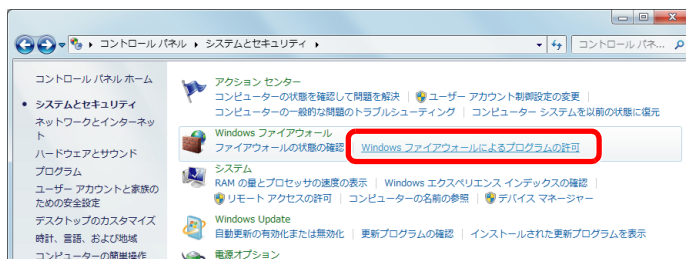 コントロール パネル ▸ システムとセキュリティ ▸
コントロール パネ...
コントロール パネル ホーム
システムとセキュリティ
ネットワークとインターネッ
ト
ハードウェアとサウンド
プログラム
ユーザー アカウントと家族の
ための安全設定
デスクトップのカスタマイズ
時計、言語、および地域
コンピューターの簡単操作
アクション センター
コンピューターの状態を確認して問題を解決 | ユーザー アカウント制御設定の変更 |
コンピューターの一般的な問題のトラブルシューティング | コンピューター システムを以前の状態に復元
Windows ファイアウォール
ファイアウォールの状態の確認 | Windows ファイアウォールによるプログラムの許可
システム
RAM の量とプロセッサの速度の表示 | Windows エクスペリエンス インデックスの確認 |
リモート アクセスの許可 | コンピューターの名前の参照 | デバイス マネージャー
Windows Update
自動更新の有効化または無効化 | 更新プログラムの確認 | インストールされた更新プログラムを表示
電源オプション